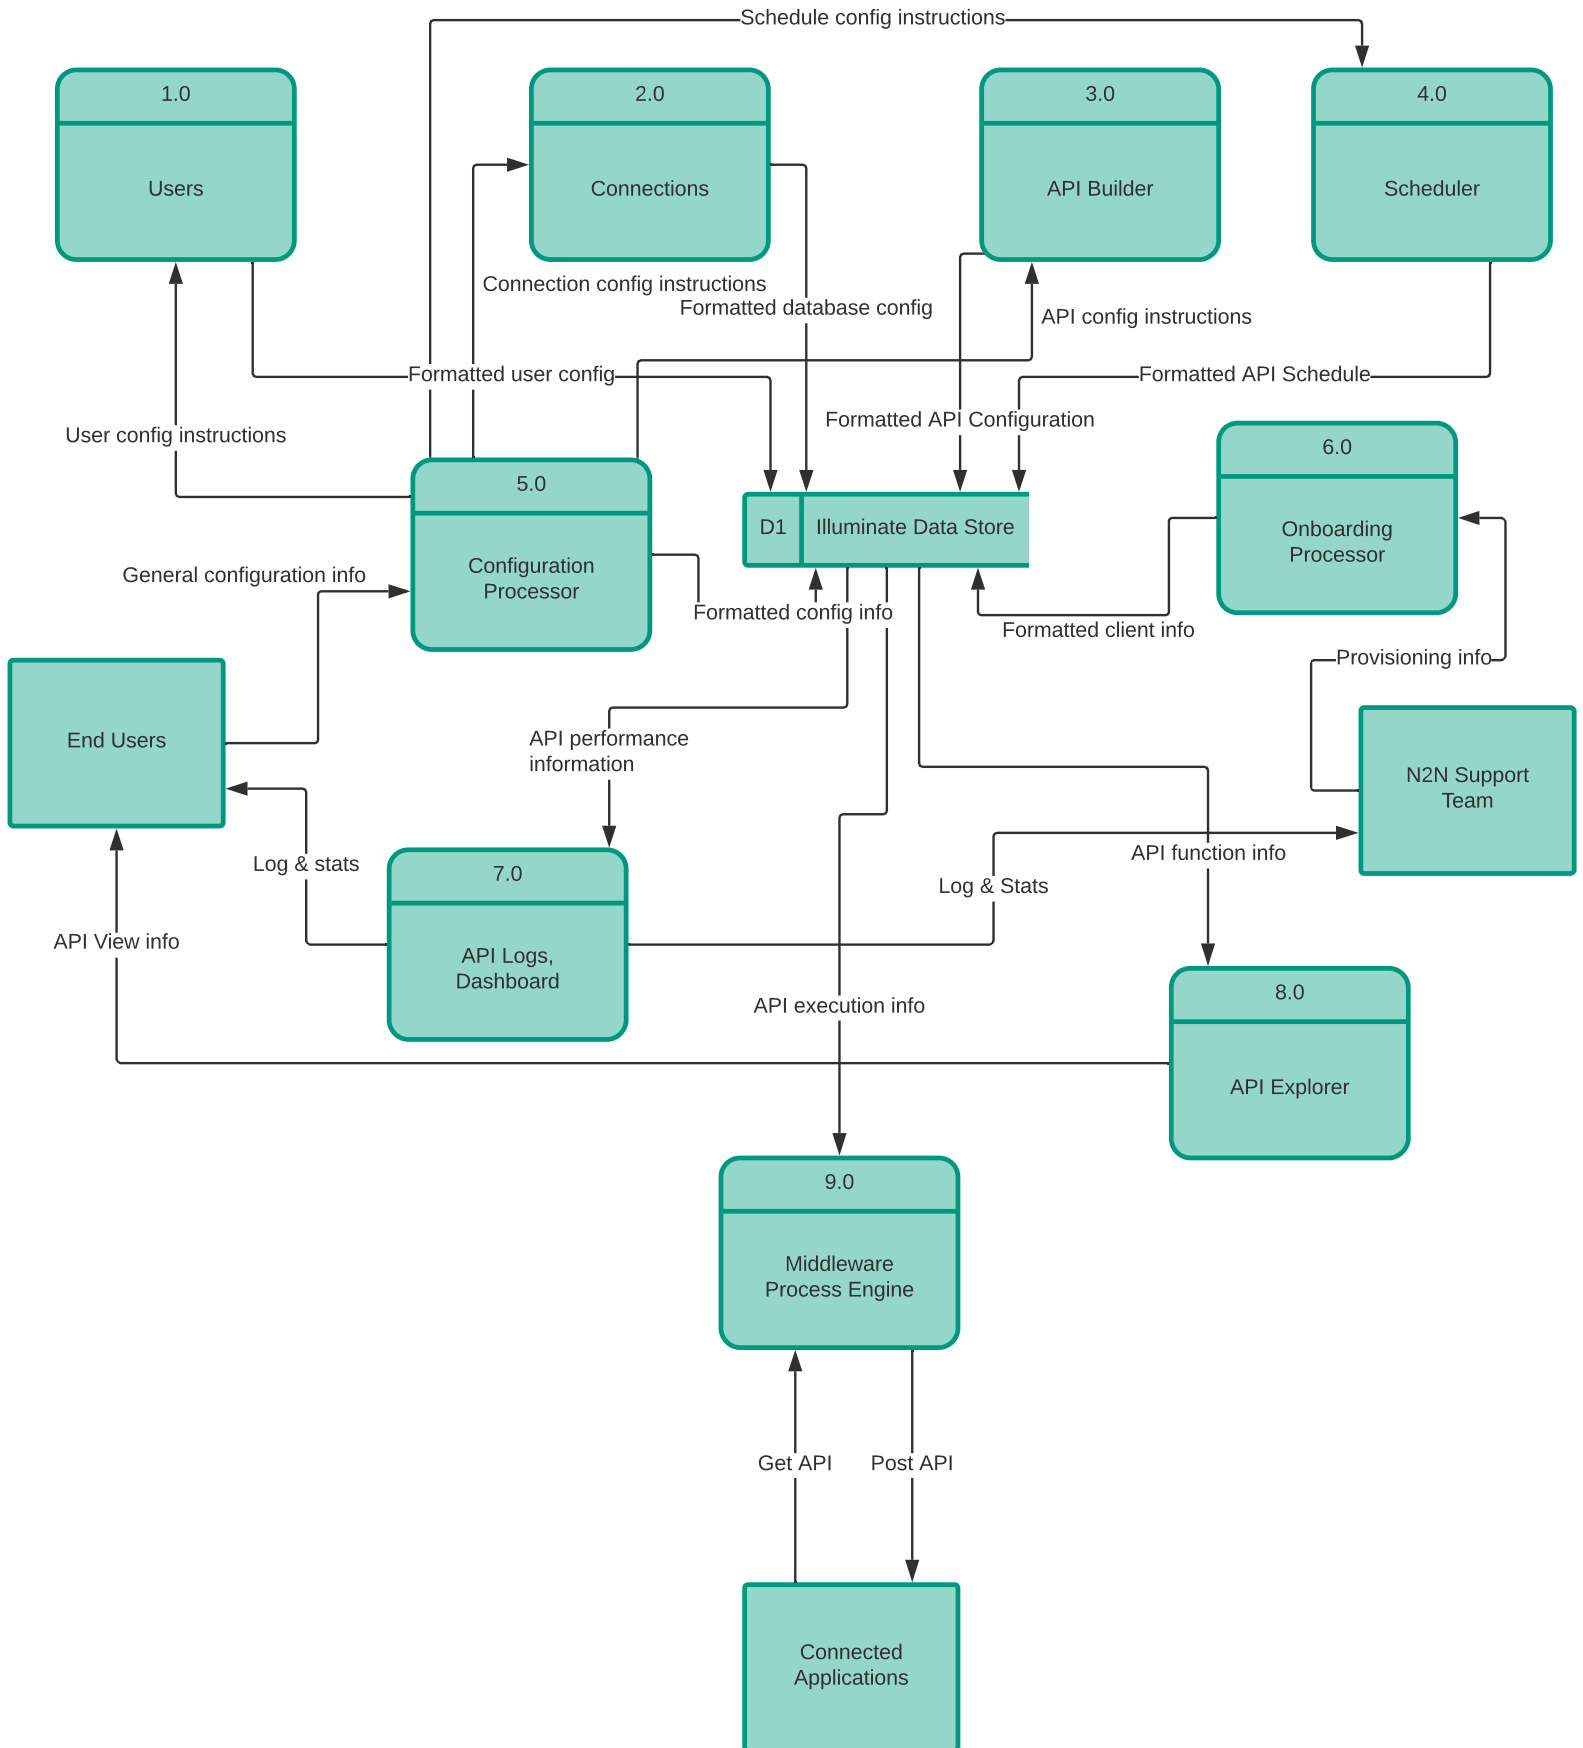 Schedule config instructions
1.0
Users
2.0
Connections
3.0
API Builder
4.0
Scheduler
Connection config instructions
Formatted database config
API config instructions
Formatted user config
Formatted API Schedule
User config instructions
Formatted API Configuration
5.0
Configuration
Processor
D1
Illuminate Data Store
6.0
Onboarding
Processor
General configuration info
Formatted config info
Formatted client info
Provisioning info
End Users
API performance
information
N2N Support
Team
Log & stats
7.0
API Logs,
Dashboard
Log & Stats
API function info
API View info
API execution info
8.0
API Explorer
9.0
Middleware
Process Engine
Get API
Post API
Connected
Applications